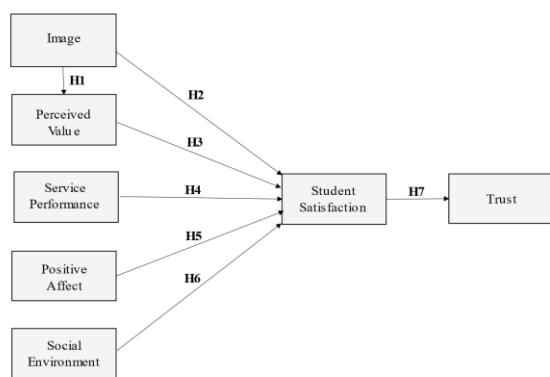 Image
H1
H2
Perceived
Value
H3
Service
Performance
H4
Student
Satisfaction
H7
Trust
Positive
Affect
H5
H6
Social
Environment